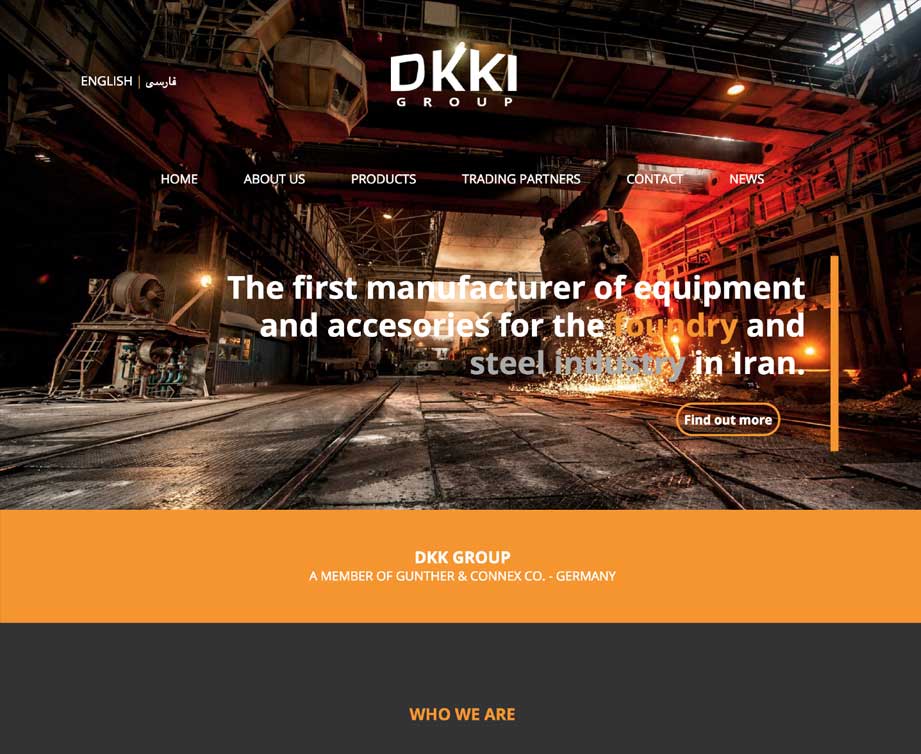 ENGLISH | فارسی
DKKI
GROUP
HOME ABOUT US PRODUCTS TRADING PARTNERS CONTACT NEWS
The first manufacturer of equipment
and accesories for the foundry and
steel industry in Iran.
Find out more
DKK GROUP
A MEMBER OF GUNTHER & CONNEX CO. - GERMANY
WHO WE ARE